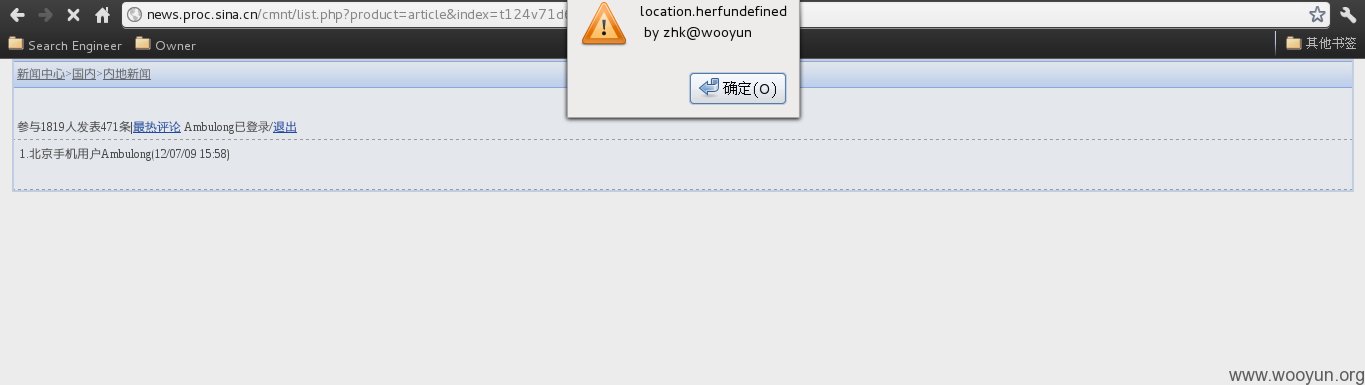 news.proc.sina.cn/cmnt/list.php?product=article&index=t124v71d
location.herfundefined
by zhk@wooyun
Search Engineer
Owner
其他书签
确定(O)
新闻中心>国内>内地新闻
参与1819人发表471条|最热评论 Ambulong已登录/退出
1.北京手机用户Ambulong(12/07/09 15:58)
www.wooyun.org